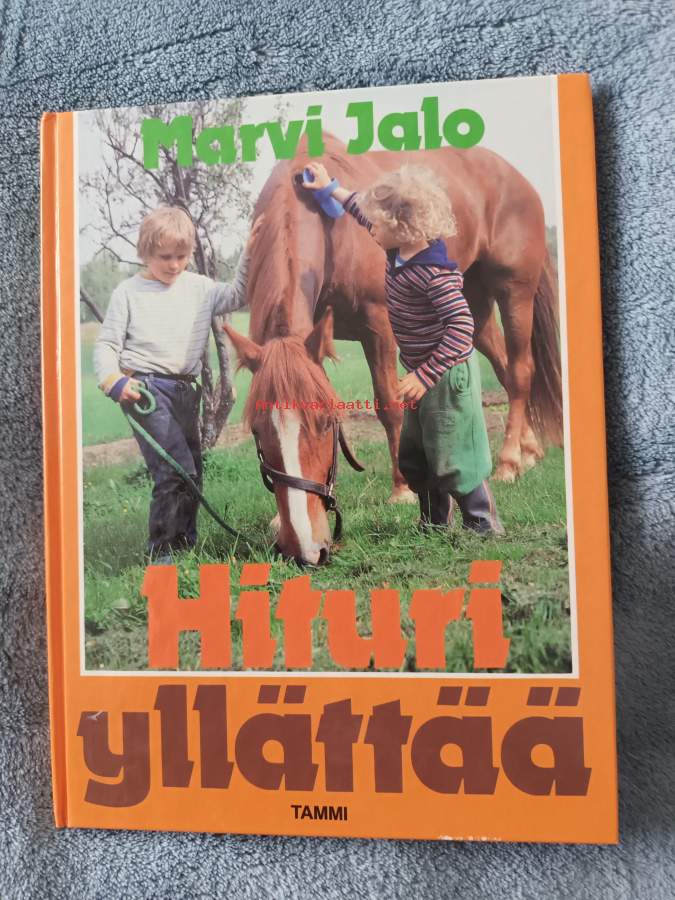 Marvi Jalo
antikvariaatti.net
Hituri
yllättää
TAMMI